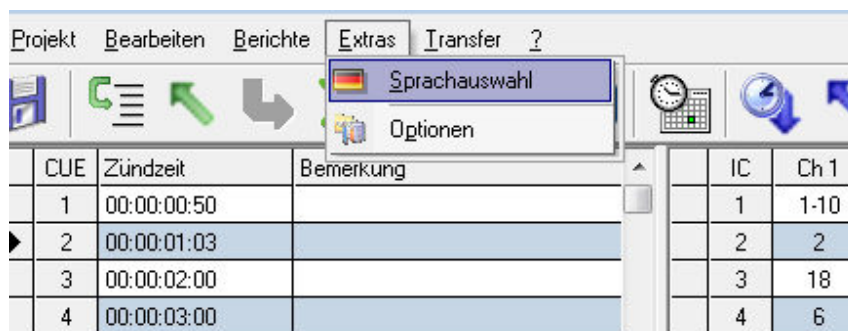 Projekt Bearbeiten Berichte Extras Transfer ?
Sprachauswahl
Optionen
CUE Zündzeit Bemerkung IC Ch 1
1 00:00:00:50 1 1-10
2 00:00:01:03 2 2
3 00:00:02:00 3 18
4 00:00:03:00 4 6